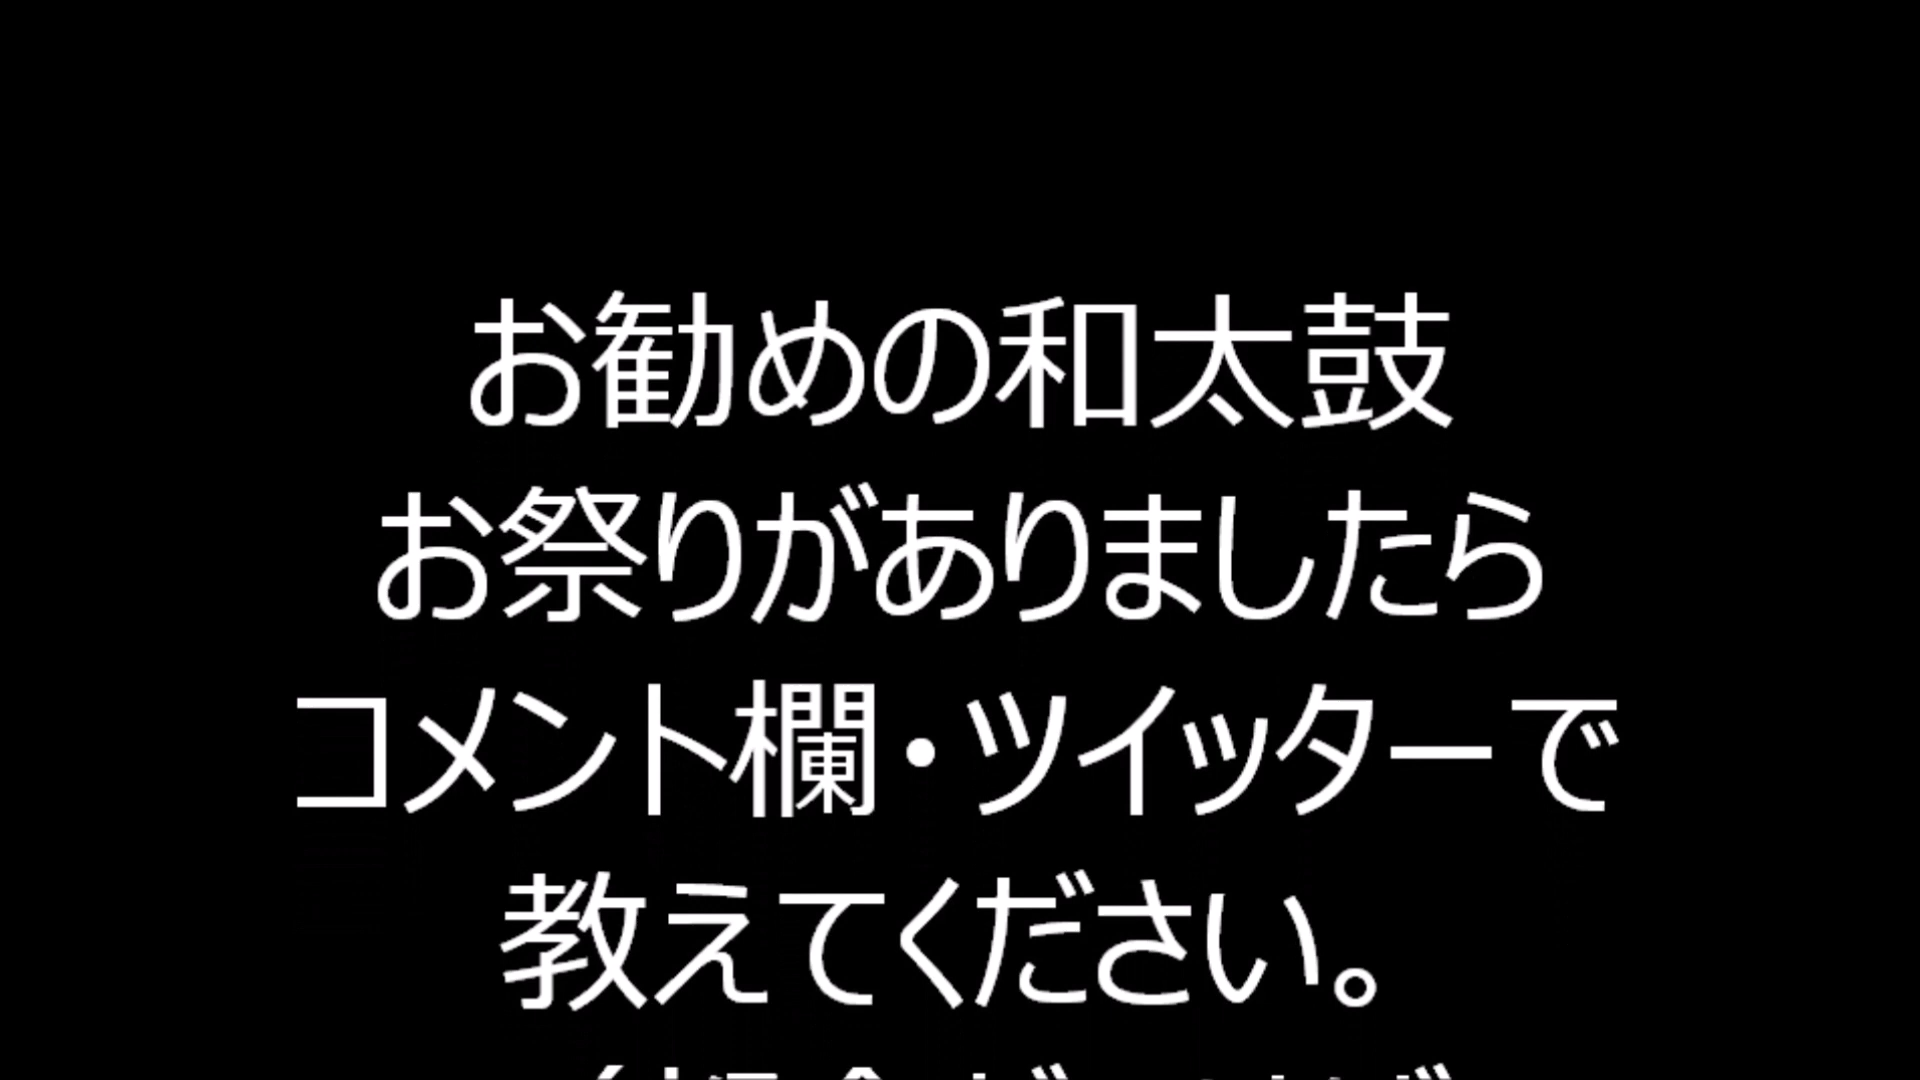 お勧めの和太鼓
お祭りがありましたら
コメント欄・ツイッターで
教えてください。